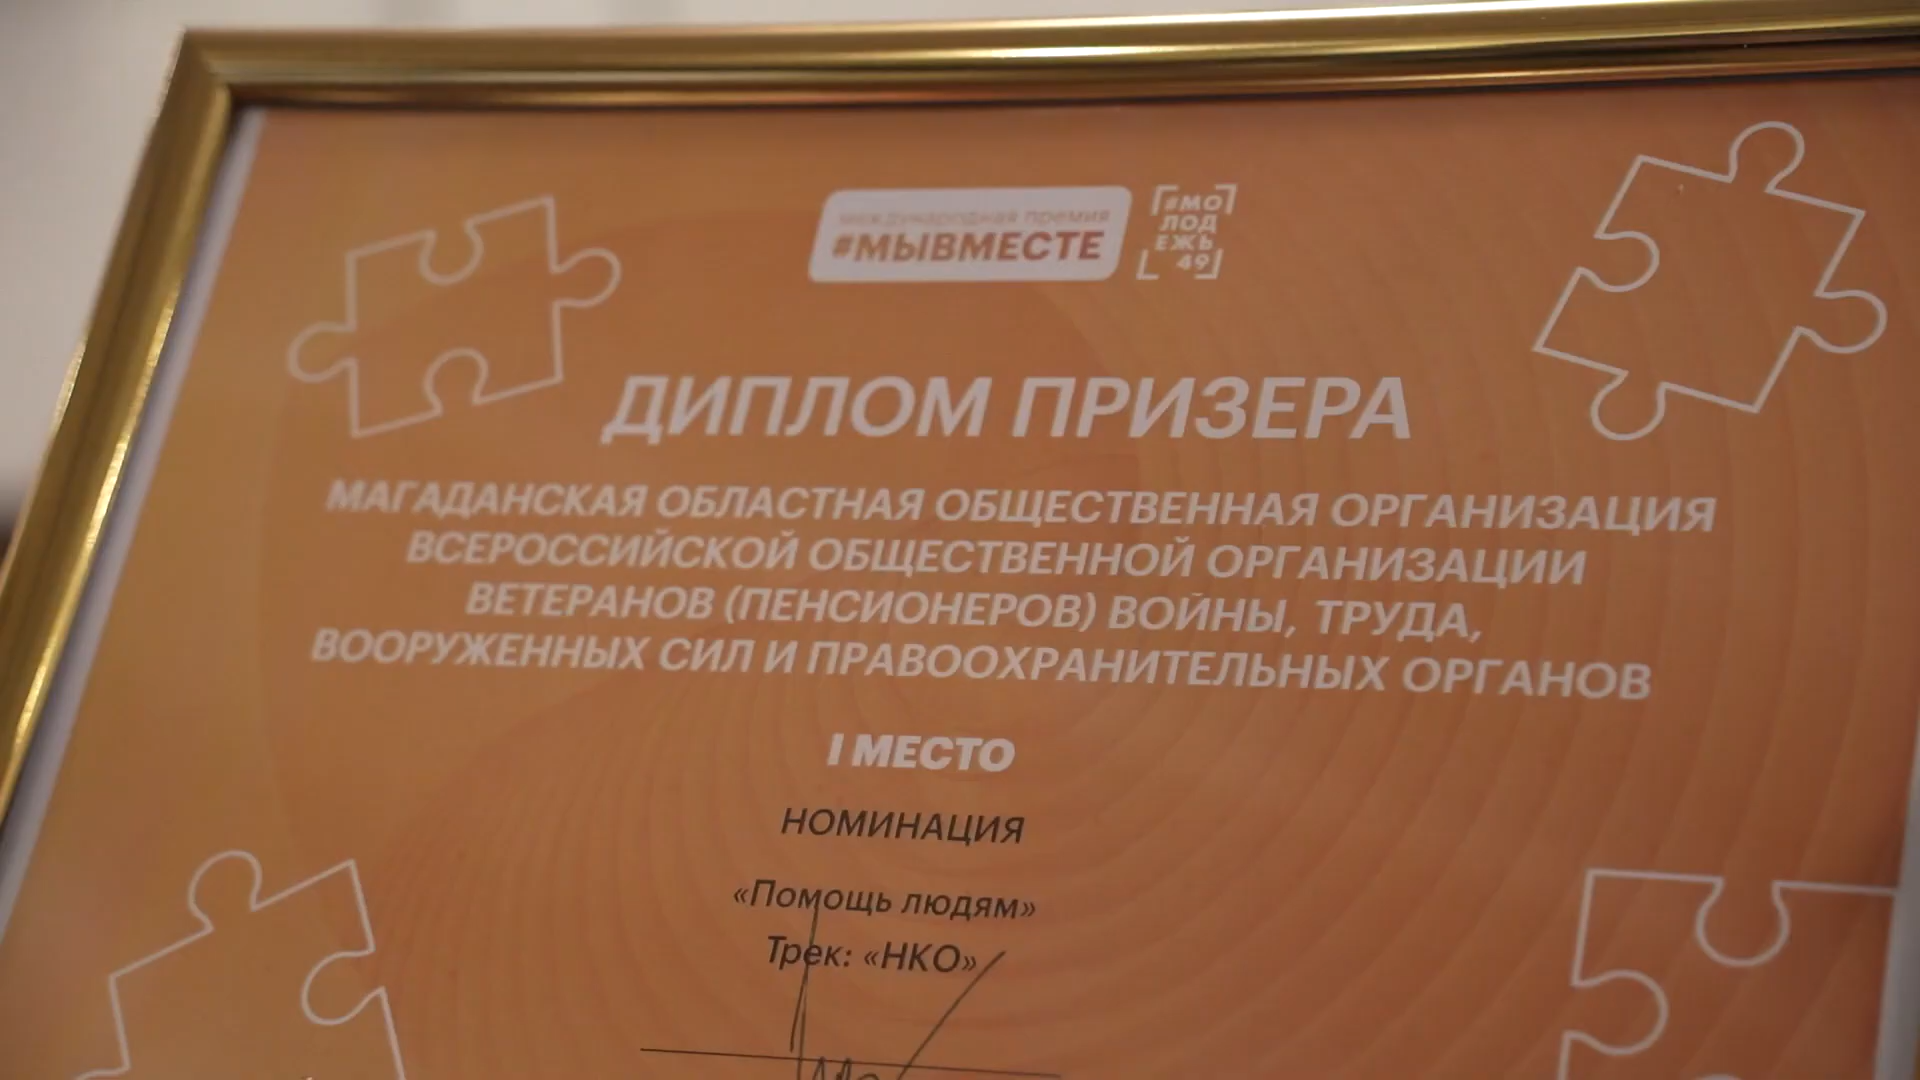 международная премия
#МЫВМЕСТЕ
#МО
ЛОД
ЕЖЬ
49
ДИПЛОМ ПРИЗЕРА
МАГАДАНСКАЯ ОБЛАСТНАЯ ОБЩЕСТВЕННАЯ ОРГАНИЗАЦИЯ
ВСЕРОССИЙСКОЙ ОБЩЕСТВЕННОЙ ОРГАНИЗАЦИИ
ВЕТЕРАНОВ (ПЕНСИОНЕРОВ) ВОЙНЫ, ТРУДА,
ВООРУЖЕННЫХ СИЛ И ПРАВООХРАНИТЕЛЬНЫХ ОРГАНОВ
I МЕСТО
НОМИНАЦИЯ
«Помощь людям»
Трек: «НКО»